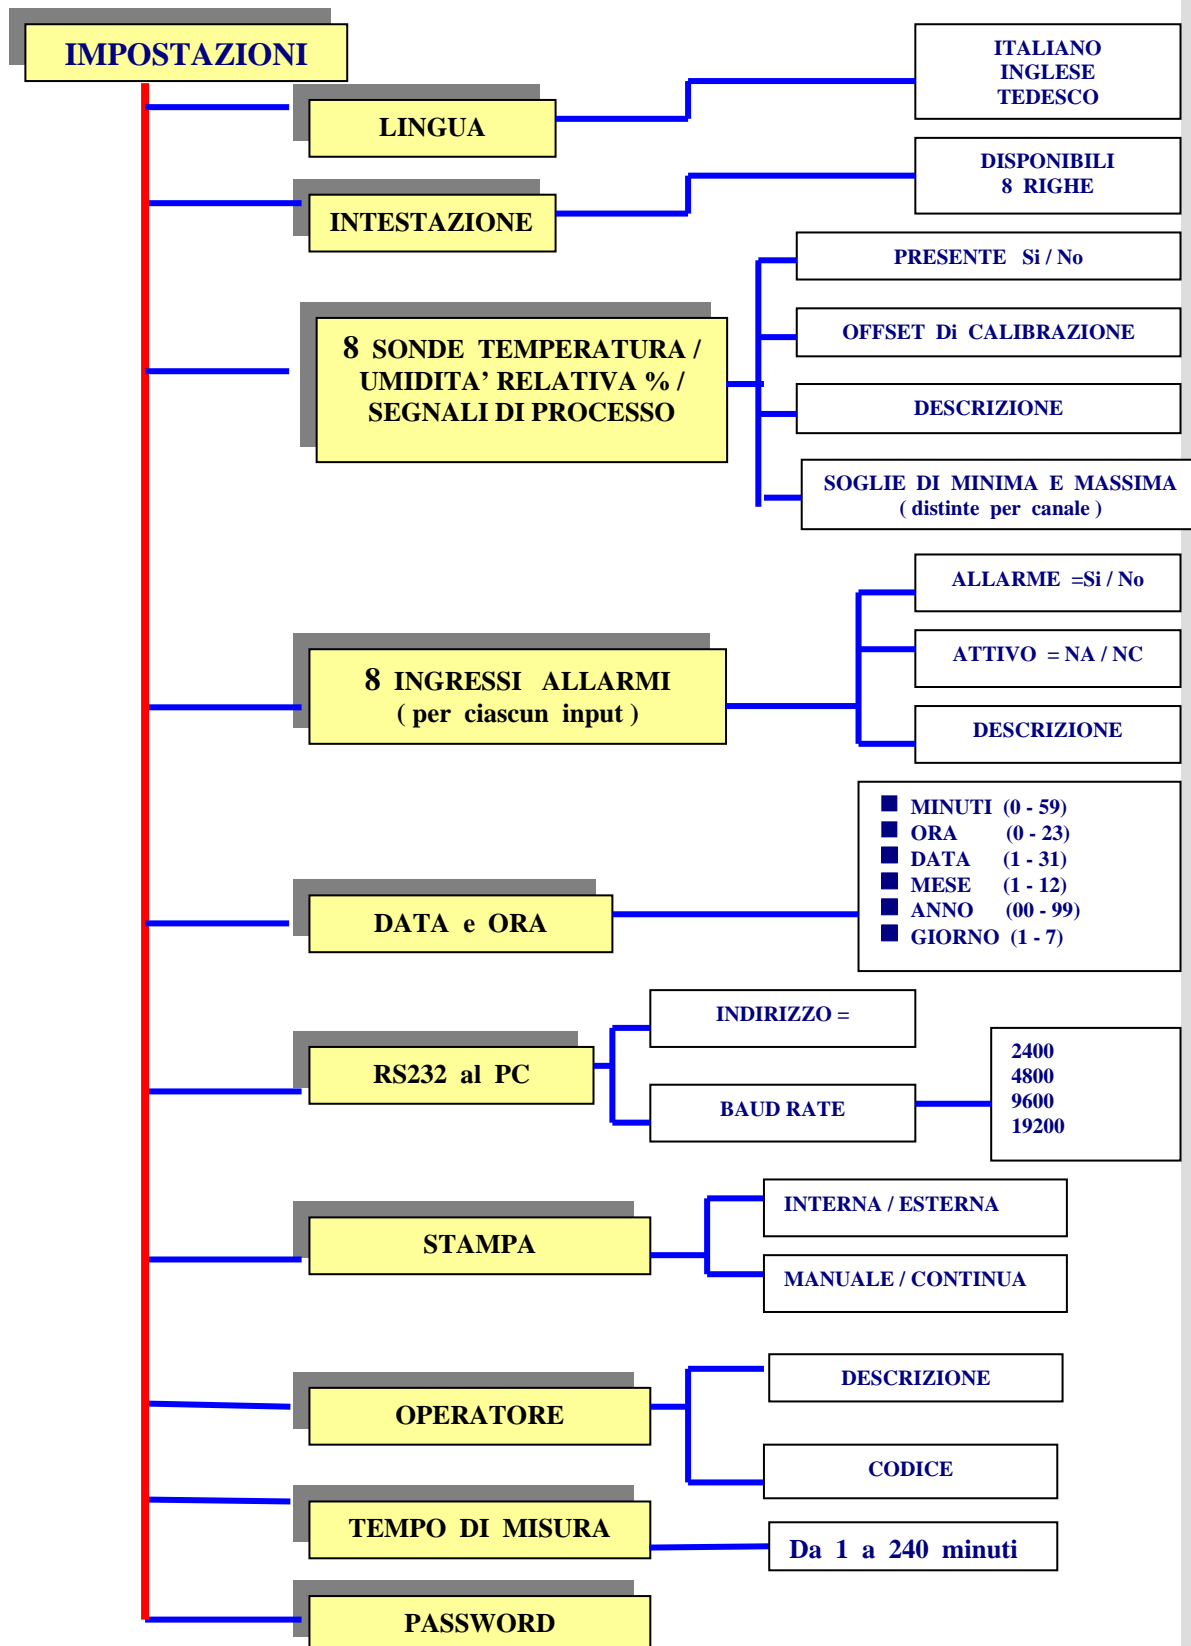 IMPOSTAZIONI
LINGUA
ITALIANO
INGLESE
TEDESCO
INTESTAZIONE
DISPONIBILI
8 RIGHE
8 SONDE TEMPERATURA /
UMIDITA’ RELATIVA % /
SEGNALI DI PROCESSO
PRESENTE Si / No
OFFSET Di CALIBRAZIONE
DESCRIZIONE
SOGLIE DI MINIMA E MASSIMA
( distinte per canale )
8 INGRESSI ALLARMI
( per ciascun input )
ALLARME =Si / No
ATTIVO = NA / NC
DESCRIZIONE
DATA e ORA
MINUTI (0 - 59)
ORA (0 - 23)
DATA (1 - 31)
MESE (1 - 12)
ANNO (00 - 99)
GIORNO (1 - 7)
RS232 al PC
INDIRIZZO =
BAUD RATE
2400
4800
9600
19200
STAMPA
INTERNA / ESTERNA
MANUALE / CONTINUA
OPERATORE
DESCRIZIONE
CODICE
TEMPO DI MISURA
Da 1 a 240 minuti
PASSWORD